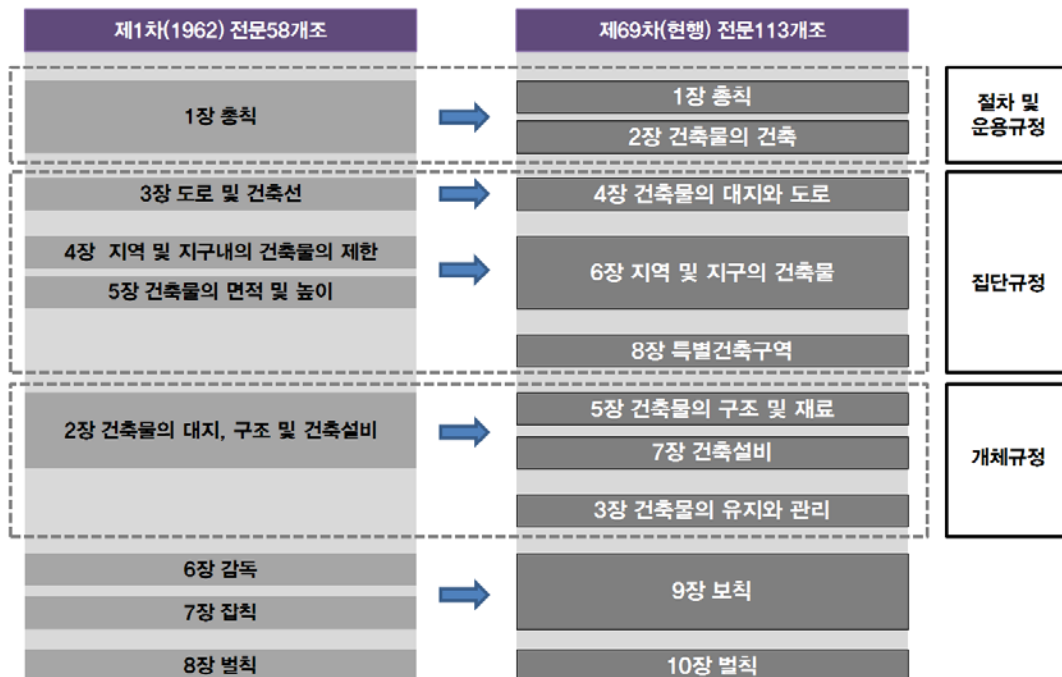 제1차(1962) 전문58개조
제69차(현행) 전문113개조
1장 총칙
1장 총칙
2장 건축물의 건축
절차 및
운용규정
3장 도로 및 건축선
4장 건축물의 대지와 도로
4장 지역 및 지구내의 건축물의 제한
5장 건축물의 면적 및 높이
6장 지역 및 지구의 건축물
8장 특별건축구역
집단규정
2장 건축물의 대지, 구조 및 건축설비
5장 건축물의 구조 및 재료
7장 건축설비
3장 건축물의 유지와 관리
개체규정
6장 감독
7장 잡칙
9장 보칙
8장 벌칙
10장 벌칙